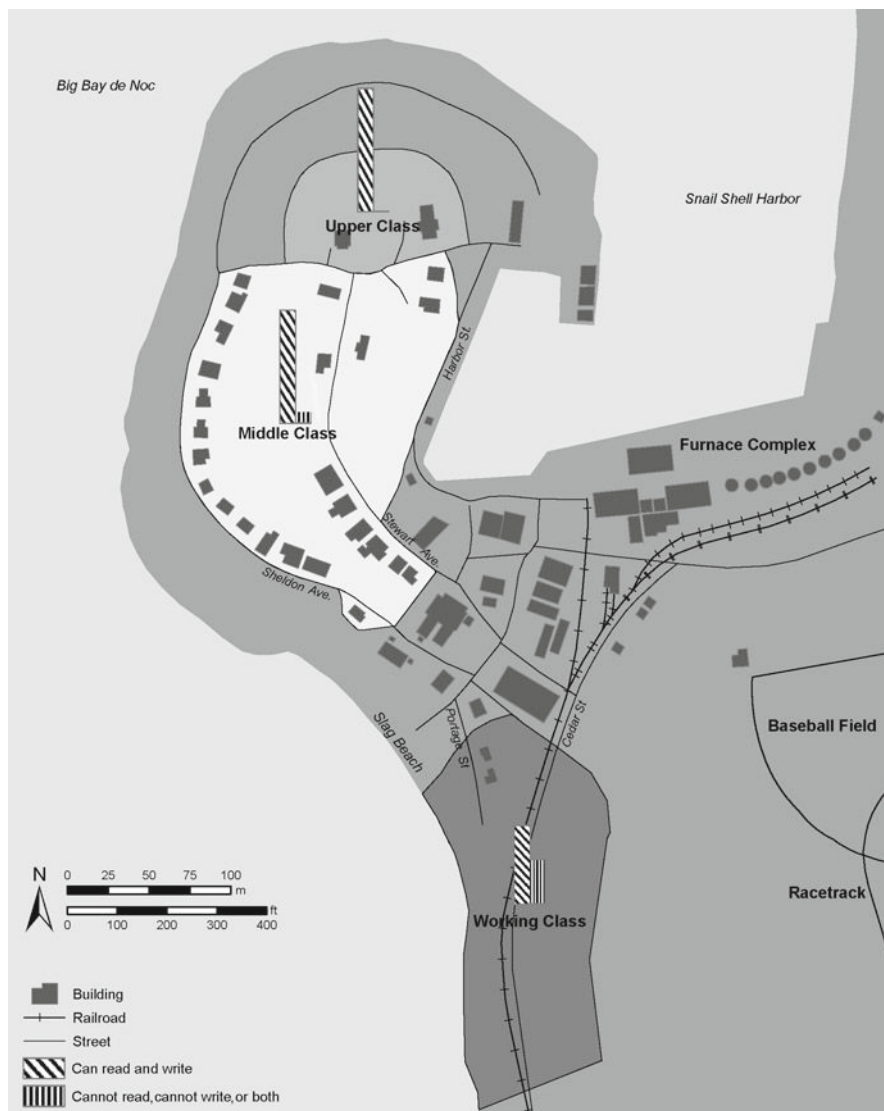 Big Bay de Noc
Snail Shell Harbor
Upper Class
Harbor St.
Middle Class
Furnace Complex
Stewart Ave.
Sheldon Ave.
Slag Beach
Portage St
Cedar St
Baseball Field
Racetrack
Working Class
N
0 25 50 75 100
m
ft
0 100 200 300 400
Building
Railroad
Street
Can read and write
Cannot read, cannot write, or both